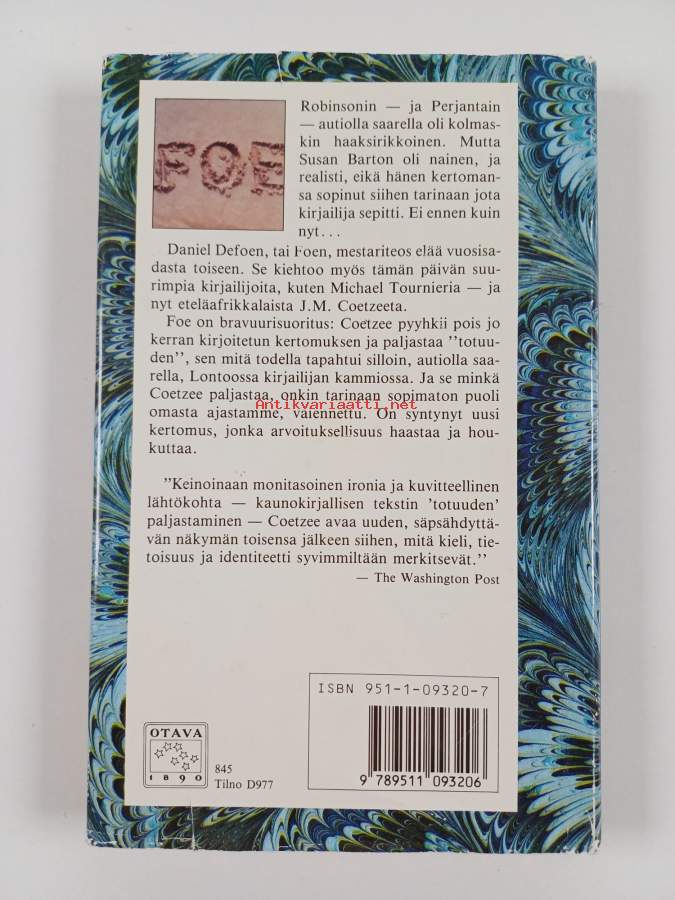 FOE
Robinsonin — ja Perjantain
— autiolla saarella oli kolmas-
kin haaksirikkoinen. Mutta
Susan Barton oli nainen, ja
realisti, eikä hänen kertoman-
sa sopinut siihen tarinaan jota
kirjailija sepitti. Ei ennen kuin
nyt...
Daniel Defoen, tai Foen, mestariteos elää vuosisa-
dasta toiseen. Se kiehtoo myös tämän päivän suu-
rimpia kirjailijoita, kuten Michael Tournieria — ja
nyt eteläafrikkalaista J.M. Coetzeeta.
Foe on bravuurisuoritus: Coetzee pyyhkii pois jo
kerran kirjoitetun kertomuksen ja paljastaa ''totuu-
den'', sen mitä todella tapahtui silloin, autiolla saa-
rella, Lontoossa kirjailijan kammiossa. Ja se minkä
Coetzee paljastaa, onkin tarinaan sopimaton puoli
Antikvariaatti.net
omasta ajastamme, vaiennettu. On syntynyt uusi
kertomus, jonka arvoituksellisuus haastaa ja hou-
kuttaa.
''Keinoinaan monitasoinen ironia ja kuvitteellinen
lähtökohta — kaunokirjallisen tekstin 'totuuden'
paljastaminen — Coetzee avaa uuden, säpsähdyttä-
vän näkymän toisensa jälkeen siihen, mitä kieli, tie-
toisuus ja identiteetti syvimmiltään merkitsevät.''
— The Washington Post
ISBN 951-1-09320-7
9 789511 093206
OTAVA
1890
845
Tilno D977